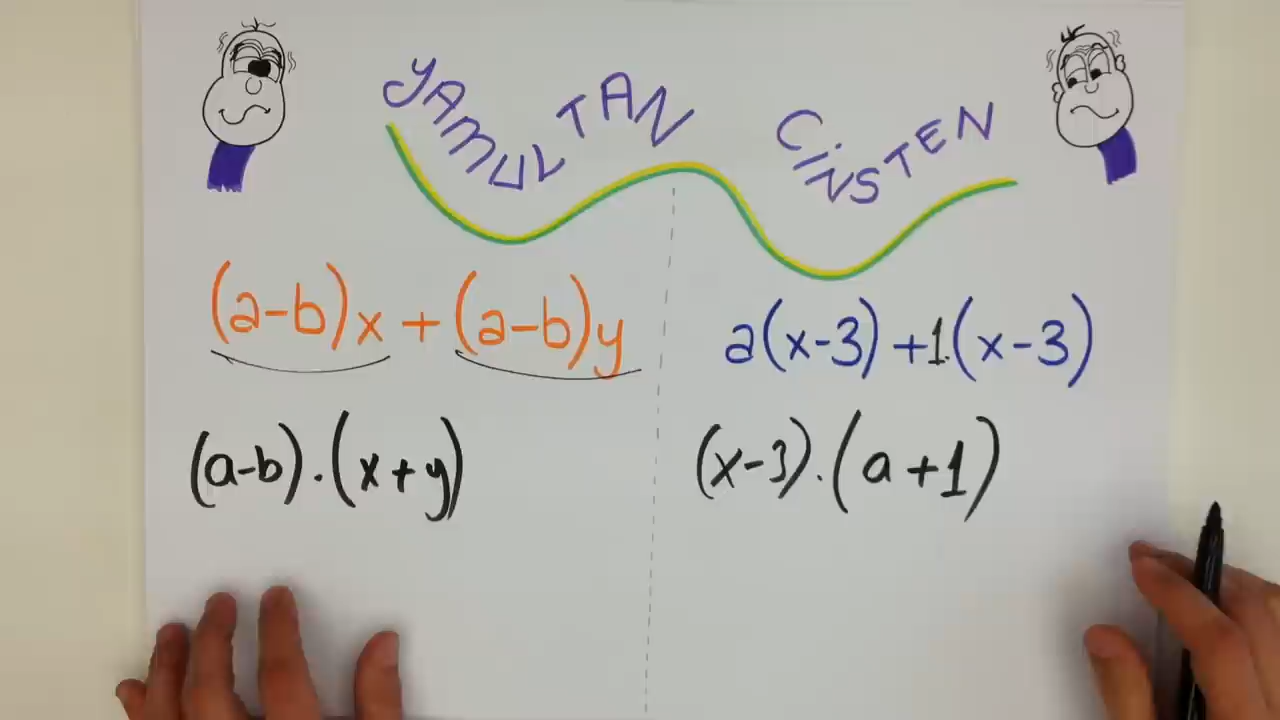 YAMULTAN CİNSTEN
(a-b)x + (a-b)y
(a-b).(x+y)
a(x-3)+1.(x-3)
(x-3).(a+1)